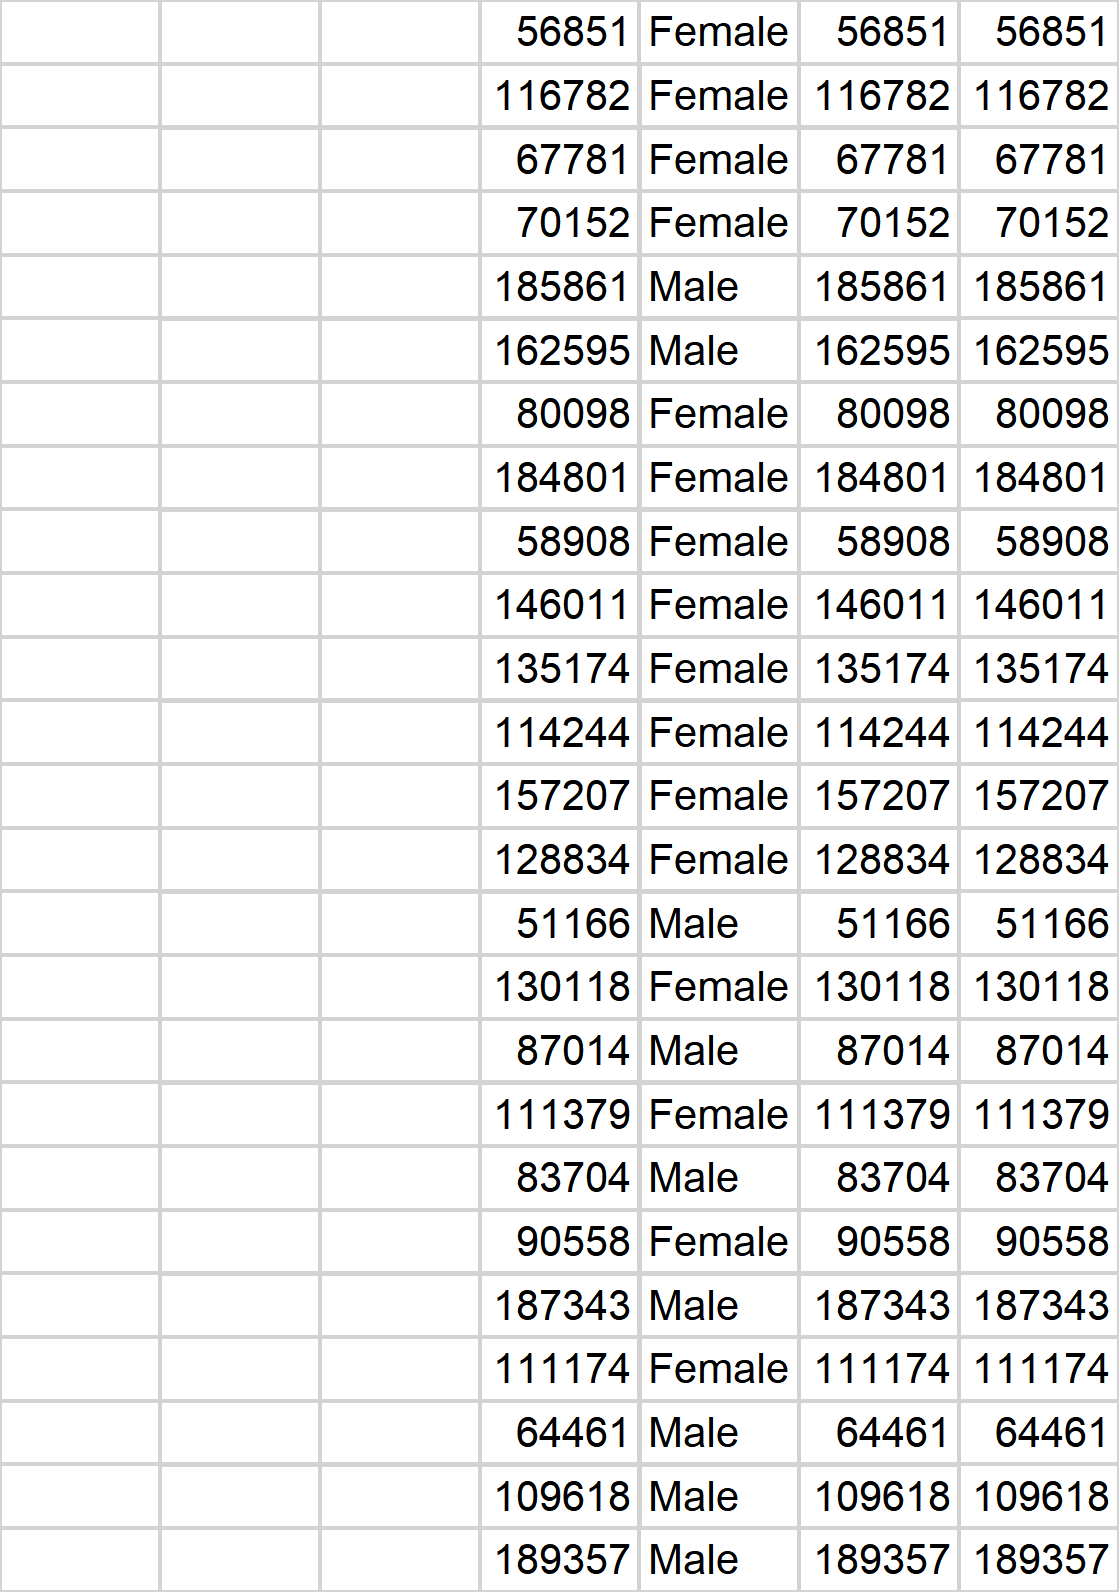 56851 Female 56851 56851
116782 Female 116782 116782
67781 Female 67781 67781
70152 Female 70152 70152
185861 Male 185861 185861
162595 Male 162595 162595
80098 Female 80098 80098
184801 Female 184801 184801
58908 Female 58908 58908
146011 Female 146011 146011
135174 Female 135174 135174
114244 Female 114244 114244
157207 Female 157207 157207
128834 Female 128834 128834
51166 Male 51166 51166
130118 Female 130118 130118
87014 Male 87014 87014
111379 Female 111379 111379
83704 Male 83704 83704
90558 Female 90558 90558
187343 Male 187343 187343
111174 Female 111174 111174
64461 Male 64461 64461
109618 Male 109618 109618
189357 Male 189357 189357